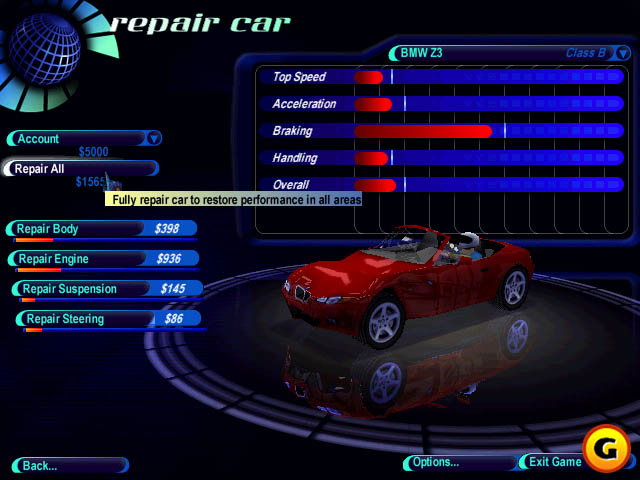 repair car
BMW Z3 Class B
Top Speed
Acceleration
Braking
Handling
Overall
Account
$5000
Repair All
$1565
Fully repair car to restore performance in all areas
Repair Body $398
Repair Engine $936
Repair Suspension $145
Repair Steering $86
Back...
Options...
Exit Game
G